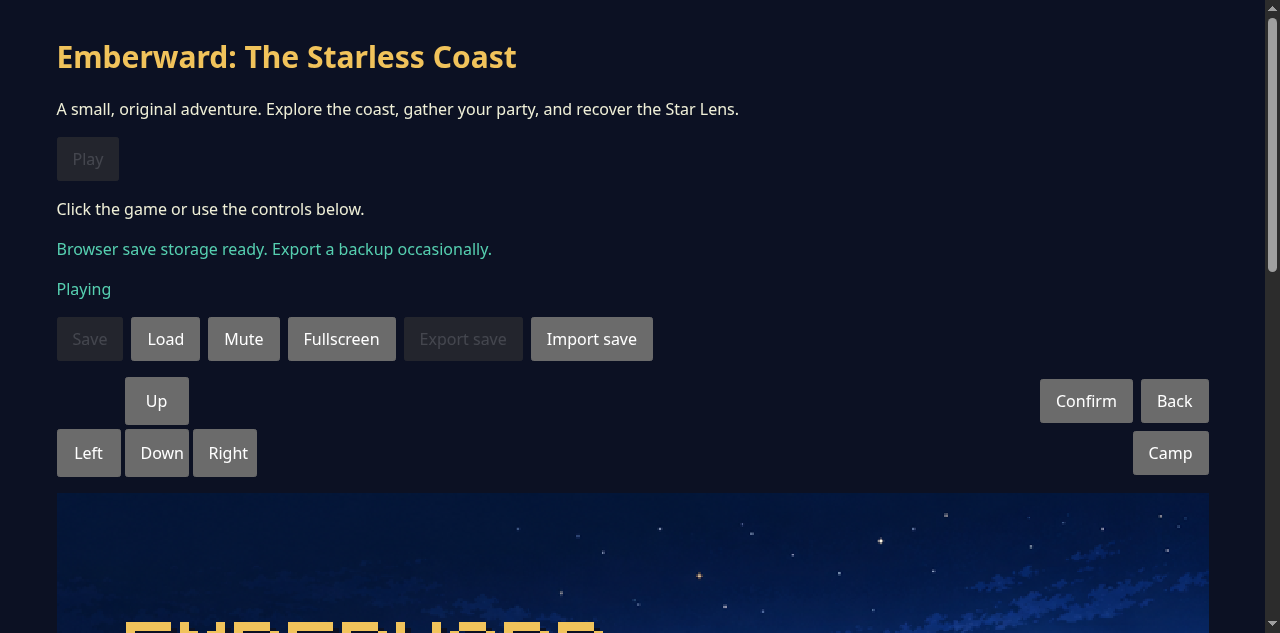 Emberward: The Starless Coast
A small, original adventure. Explore the coast, gather your party, and recover the Star Lens.
Play
Click the game or use the controls below.
Browser save storage ready. Export a backup occasionally.
Playing
Save Load Mute Fullscreen Export save Import save
Up Confirm Back
Left Down Right Camp